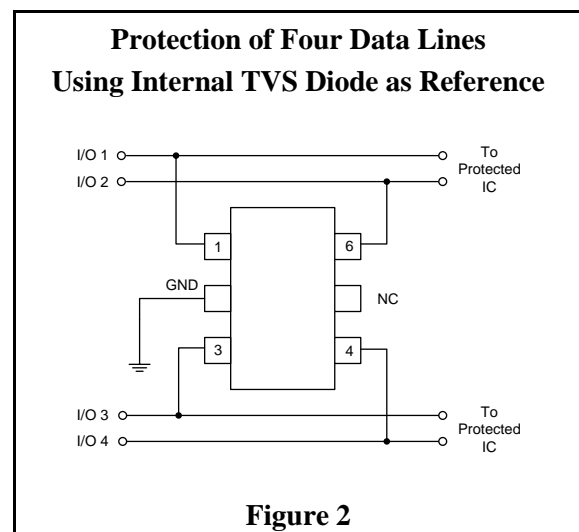 Protection of Four Data Lines
Using Internal TVS Diode as Reference
I/O 1
To
Protected
IC
I/O 2
1
6
GND
NC
3
4
I/O 3
To
Protected
IC
I/O 4
Figure 2